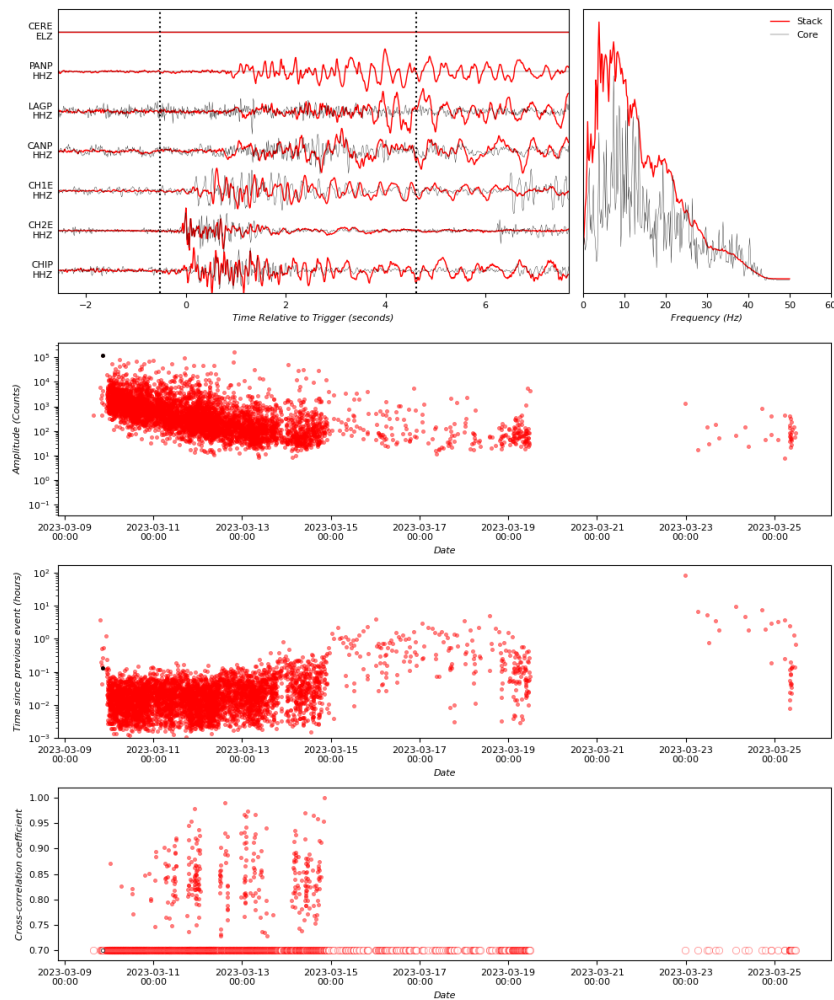 CERE
ELZ
PANP
HHZ
LAGP
HHZ
CANP
HHZ
CH1E
HHZ
CH2E
HHZ
CHIP
HHZ
−2 0 2 4 6
Time Relative to Trigger (seconds)
Stack
Core
0 10 20 30 40 50 60
Frequency (Hz)
Amplitude (Counts)
10⁵
10⁴
10³
10²
10¹
10⁰
10⁻¹
2023-03-09 2023-03-11 2023-03-13 2023-03-15 2023-03-17 2023-03-19 2023-03-21 2023-03-23 2023-03-25
00:00 00:00 00:00 00:00 00:00 00:00 00:00 00:00 00:00
Date
Time since previous event (hours)
10²
10¹
10⁰
10⁻¹
10⁻²
10⁻³
2023-03-09 2023-03-11 2023-03-13 2023-03-15 2023-03-17 2023-03-19 2023-03-21 2023-03-23 2023-03-25
00:00 00:00 00:00 00:00 00:00 00:00 00:00 00:00 00:00
Date
Cross-correlation coefficient
1.00
0.95
0.90
0.85
0.80
0.75
0.70
2023-03-09 2023-03-11 2023-03-13 2023-03-15 2023-03-17 2023-03-19 2023-03-21 2023-03-23 2023-03-25
00:00 00:00 00:00 00:00 00:00 00:00 00:00 00:00 00:00
Date